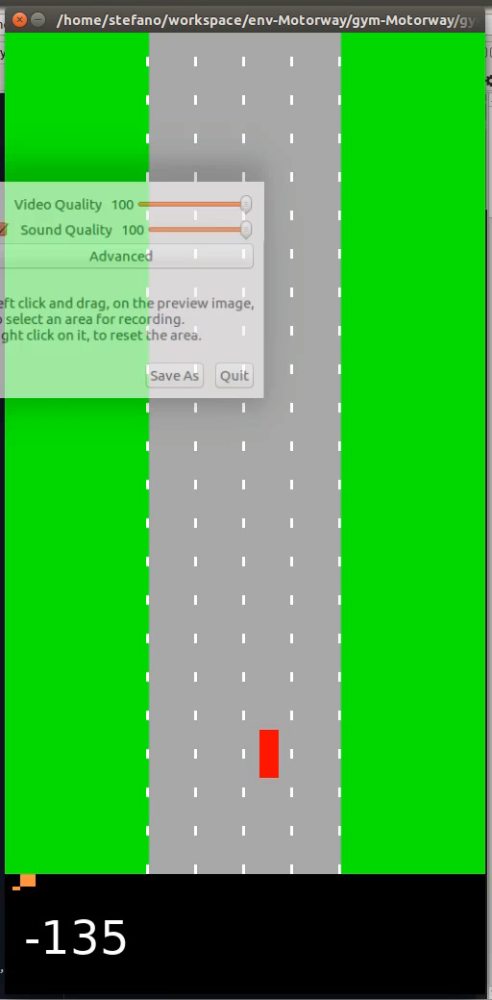 /home/stefano/workspace/env-Motorway/gym-Motorway/gy
Video Quality 100
Sound Quality 100
Advanced
eft click and drag, on the preview image,
o select an area for recording.
ght click on it, to reset the area.
Save As Quit
-135